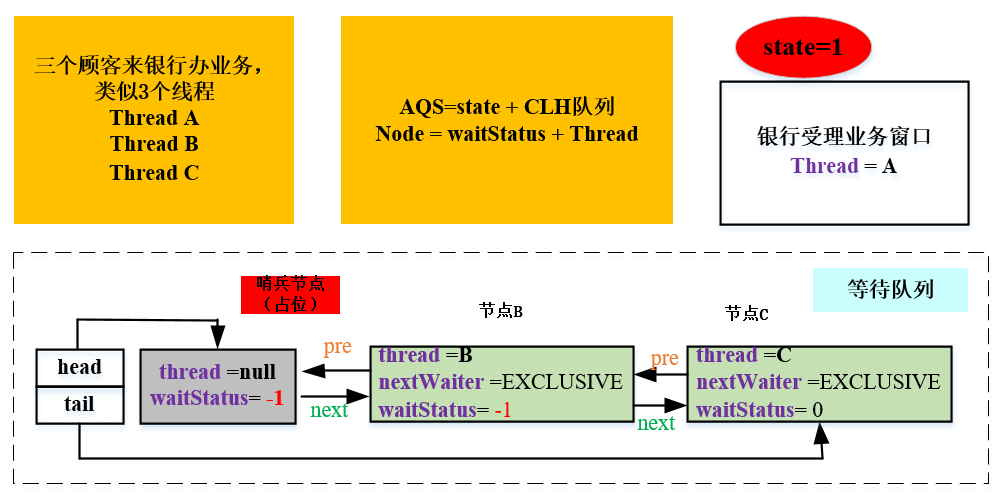 三个顾客来银行办业务，
类似3个线程
Thread A
Thread B
Thread C
AQS=state + CLH队列
Node = waitStatus + Thread
state=1
银行受理业务窗口
Thread = A
哨兵节点
（占位）
等待队列
节点B
节点C
head
tail
thread =null
waitStatus= -1
pre
next
thread =B
nextWaiter =EXCLUSIVE
waitStatus= -1
pre
next
thread =C
nextWaiter =EXCLUSIVE
waitStatus= 0